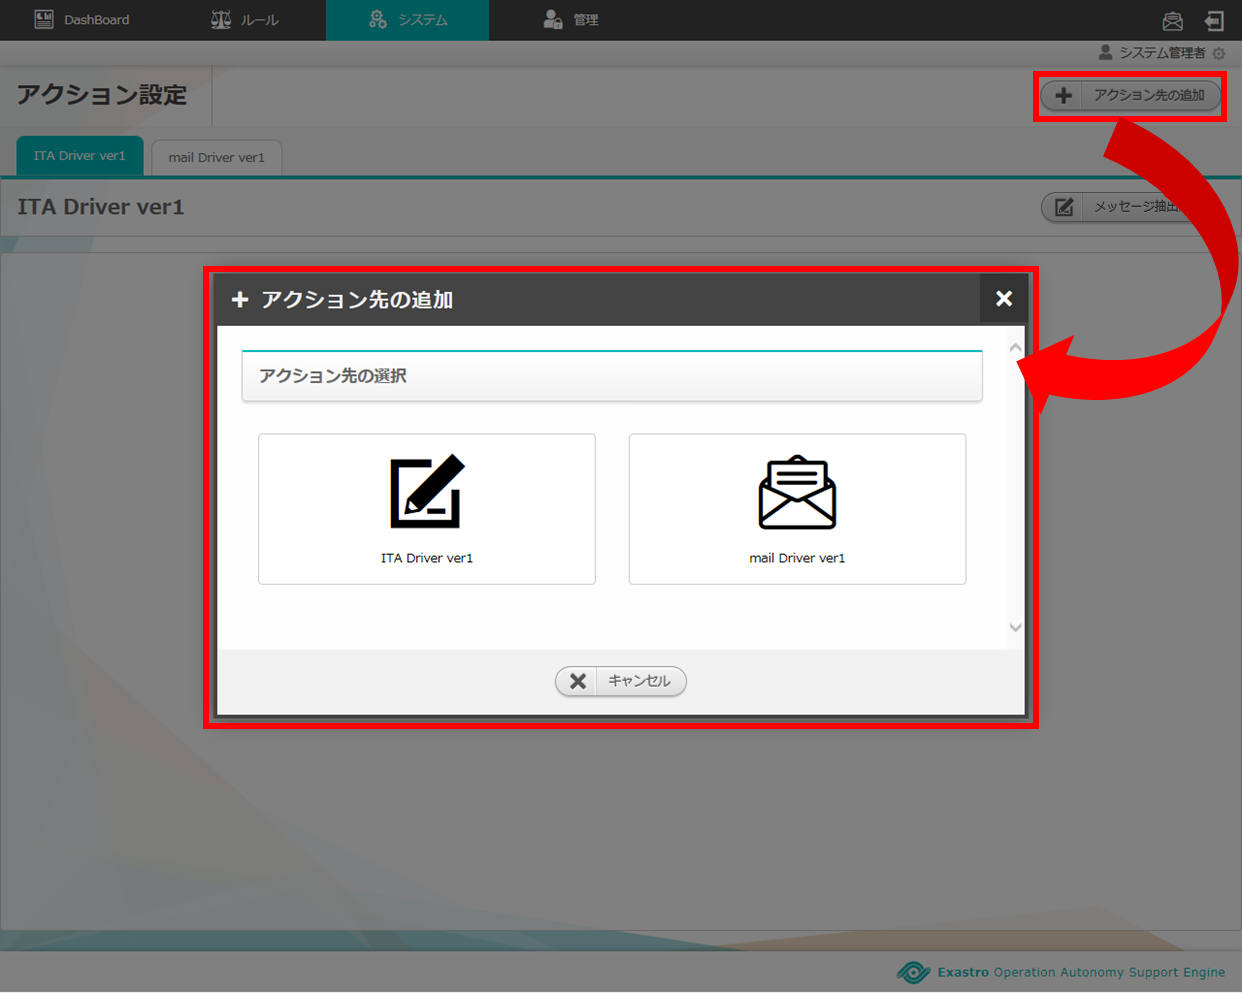 DashBoard
ルール
システム
管理
システム管理者
アクション設定
アクション先の追加
ITA Driver ver1
mail Driver ver1
ITA Driver ver1
メッセージ抽出
アクション先の追加
アクション先の選択
ITA Driver ver1
mail Driver ver1
キャンセル
Exastro Operation Autonomy Support Engine